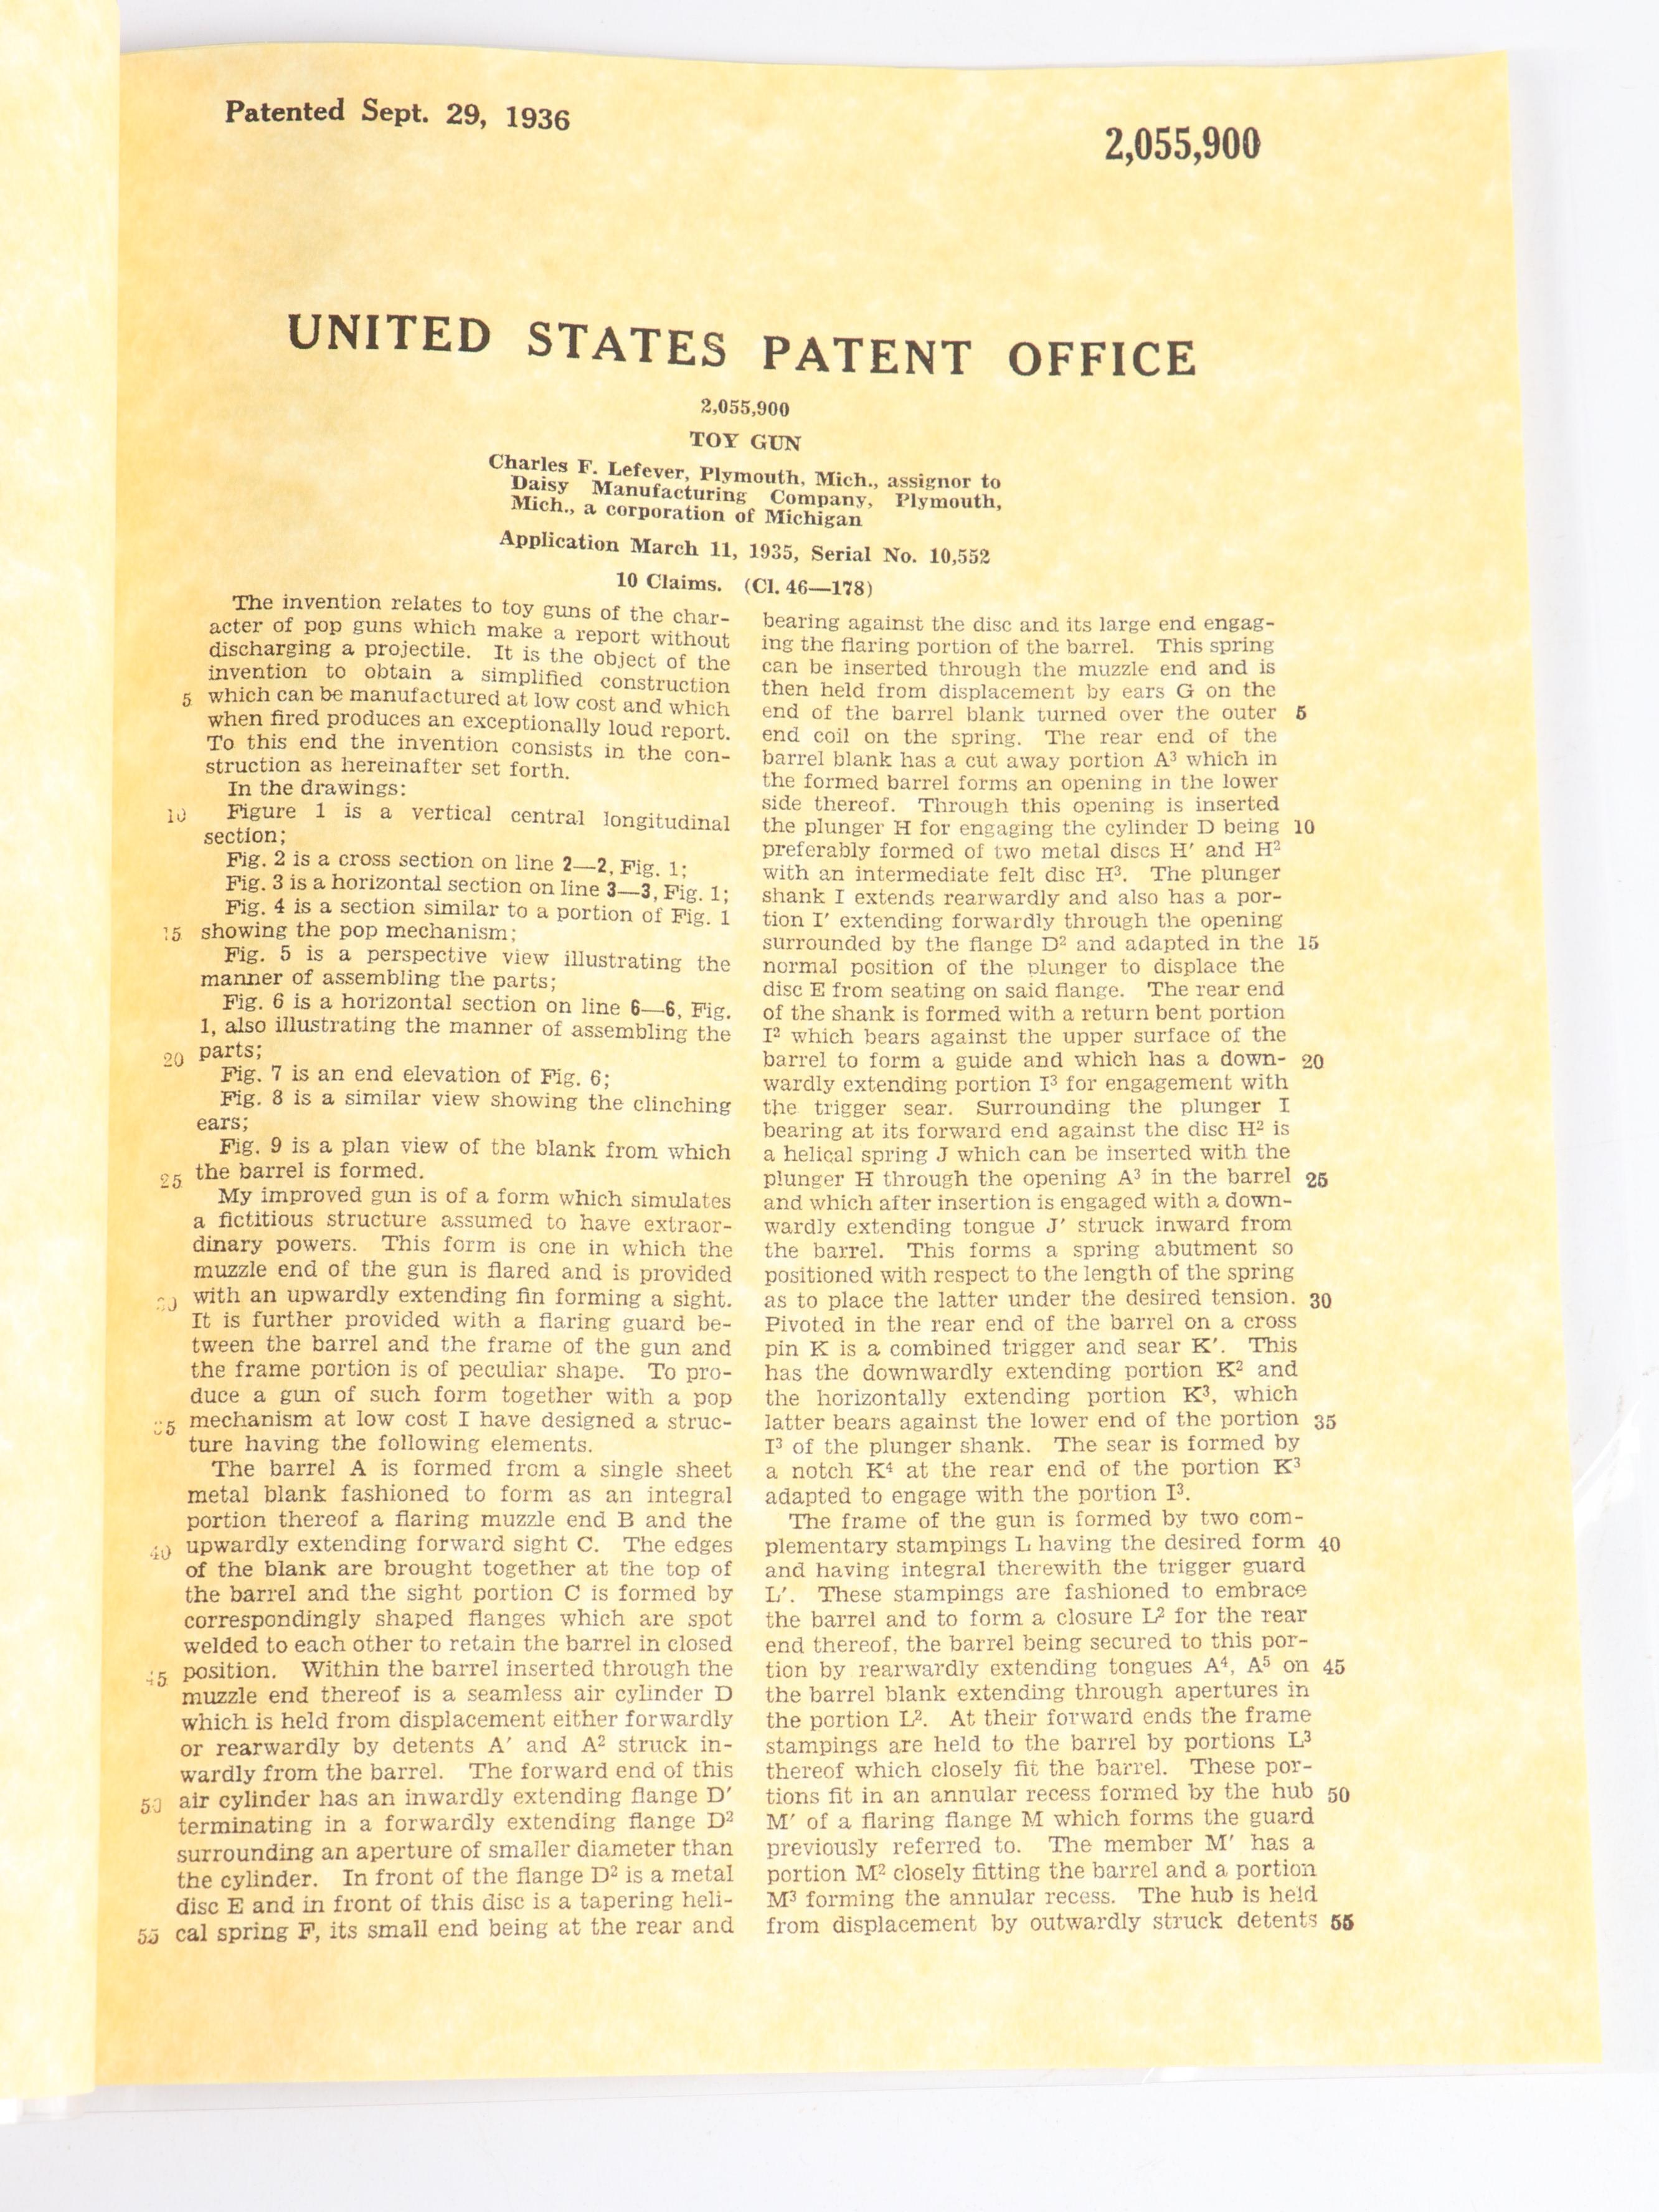 Patented Sept. 29, 1936
2,055,900
UNITED STATES PATENT OFFICE
2,055,900
TOY GUN
Charles F. Lefever, Plymouth, Mich., assignor to
Daisy Manufacturing Company, Plymouth,
Mich., a corporation of Michigan
Application March 11, 1935, Serial No. 10,552
10 Claims. (Cl. 46—178)
The invention relates to toy guns of the char-
acter of pop guns which make a report without
discharging a projectile. It is the object of the
invention to obtain a simplified construction
5 which can be manufactured at low cost and which
when fired produces an exceptionally loud report.
To this end the invention consists in the con-
struction as hereinafter set forth.
In the drawings:
10 Figure 1 is a vertical central longitudinal
section;
Fig. 2 is a cross section on line 2—2, Fig. 1;
Fig. 3 is a horizontal section on line 3—3, Fig. 1;
Fig. 4 is a section similar to a portion of Fig. 1
15 showing the pop mechanism;
Fig. 5 is a perspective view illustrating the
manner of assembling the parts;
Fig. 6 is a horizontal section on line 6—6, Fig.
1, also illustrating the manner of assembling the
20 parts;
Fig. 7 is an end elevation of Fig. 6;
Fig. 8 is a similar view showing the clinching
ears;
Fig. 9 is a plan view of the blank from which
25 the barrel is formed.
My improved gun is of a form which simulates
a fictitious structure assumed to have extraor-
dinary powers. This form is one in which the
muzzle end of the gun is flared and is provided
30 with an upwardly extending fin forming a sight.
It is further provided with a flaring guard be-
tween the barrel and the frame of the gun and
the frame portion is of peculiar shape. To pro-
duce a gun of such form together with a pop
35 mechanism at low cost I have designed a struc-
ture having the following elements.
The barrel A is formed from a single sheet
metal blank fashioned to form as an integral
portion thereof a flaring muzzle end B and the
40 upwardly extending forward sight C. The edges
of the blank are brought together at the top of
the barrel and the sight portion C is formed by
correspondingly shaped flanges which are spot
welded to each other to retain the barrel in closed
45 position. Within the barrel inserted through the
muzzle end thereof is a seamless air cylinder D
which is held from displacement either forwardly
or rearwardly by detents A′ and A² struck in-
wardly from the barrel. The forward end of this
50 air cylinder has an inwardly extending flange D′
terminating in a forwardly extending flange D²
surrounding an aperture of smaller diameter than
the cylinder. In front of the flange D² is a metal
disc E and in front of this disc is a tapering heli-
55 cal spring F, its small end being at the rear and
bearing against the disc and its large end engag-
ing the flaring portion of the barrel. This spring
can be inserted through the muzzle end and is
then held from displacement by ears G on the
end of the barrel blank turned over the outer 5
end coil on the spring. The rear end of the
barrel blank has a cut away portion A³ which in
the formed barrel forms an opening in the lower
side thereof. Through this opening is inserted
the plunger H for engaging the cylinder D being 10
preferably formed of two metal discs H′ and H²
with an intermediate felt disc H³. The plunger
shank I extends rearwardly and also has a por-
tion I′ extending forwardly through the opening
surrounded by the flange D² and adapted in the 15
normal position of the plunger to displace the
disc E from seating on said flange. The rear end
of the shank is formed with a return bent portion
I² which bears against the upper surface of the
barrel to form a guide and which has a down- 20
wardly extending portion I³ for engagement with
the trigger sear. Surrounding the plunger I
bearing at its forward end against the disc H² is
a helical spring J which can be inserted with the
plunger H through the opening A³ in the barrel 25
and which after insertion is engaged with a down-
wardly extending tongue J′ struck inward from
the barrel. This forms a spring abutment so
positioned with respect to the length of the spring
as to place the latter under the desired tension. 30
Pivoted in the rear end of the barrel on a cross
pin K is a combined trigger and sear K′. This
has the downwardly extending portion K² and
the horizontally extending portion K³, which
latter bears against the lower end of the portion 35
I³ of the plunger shank. The sear is formed by
a notch K⁴ at the rear end of the portion K³
adapted to engage with the portion I³.
The frame of the gun is formed by two com-
plementary stampings L having the desired form 40
and having integral therewith the trigger guard
L′. These stampings are fashioned to embrace
the barrel and to form a closure L² for the rear
end thereof, the barrel being secured to this por-
tion by rearwardly extending tongues A⁴, A⁵ on 45
the barrel blank extending through apertures in
the portion L². At their forward ends the frame
stampings are held to the barrel by portions L³
thereof which closely fit the barrel. These por-
tions fit in an annular recess formed by the hub 50
M′ of a flaring flange M which forms the guard
previously referred to. The member M′ has a
portion M² closely fitting the barrel and a portion
M³ forming the annular recess. The hub is held
from displacement by outwardly struck detents 55